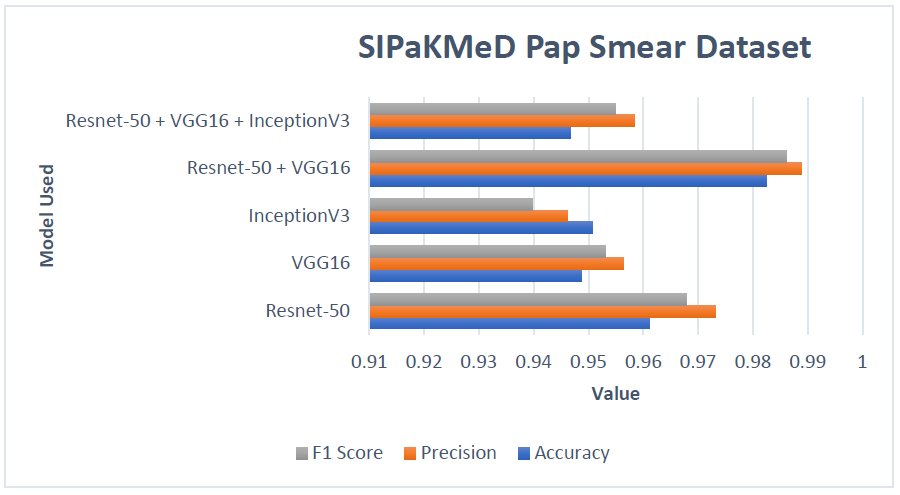 SIPaKMeD Pap Smear Dataset
Resnet-50 + VGG16 + InceptionV3
Resnet-50 + VGG16
InceptionV3
VGG16
Resnet-50
Model Used
0.91 0.92 0.93 0.94 0.95 0.96 0.97 0.98 0.99 1
Value
F1 Score Precision Accuracy